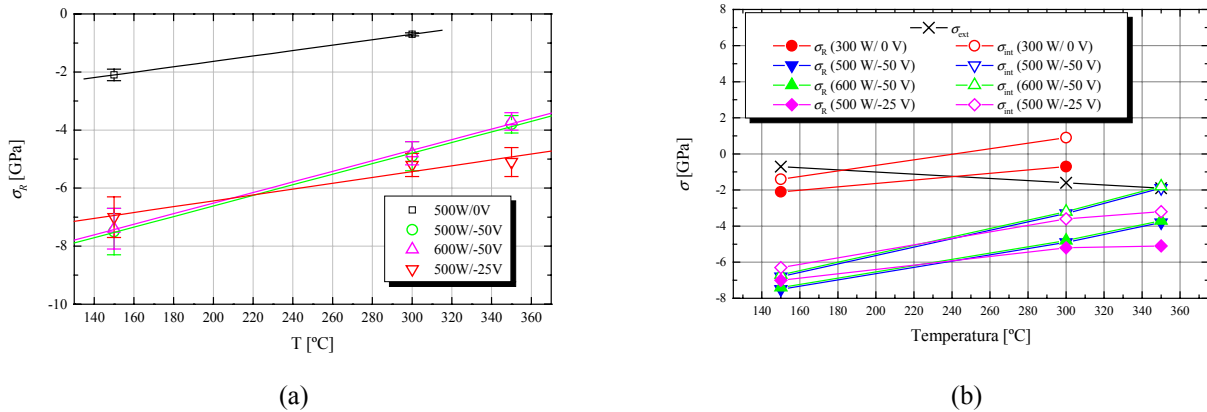 0
-2
-4
-6
-8
-10
σR [GPa]
500W/0V
500W/-50V
600W/-50V
500W/-25V
140 160 180 200 220 240 260 280 300 320 340 360
T [ºC]
(a)
8
6
4
2
0
-2
-4
-6
-8
σ [GPa]
σext
σR (300 W/ 0 V) σint (300 W/ 0 V)
σR (500 W/-50 V) σint (500 W/-50 V)
σR (600 W/-50 V) σint (600 W/-50 V)
σR (500 W/-25 V) σint (500 W/-25 V)
140 160 180 200 220 240 260 280 300 320 340 360
Temperatura [ºC]
(b)